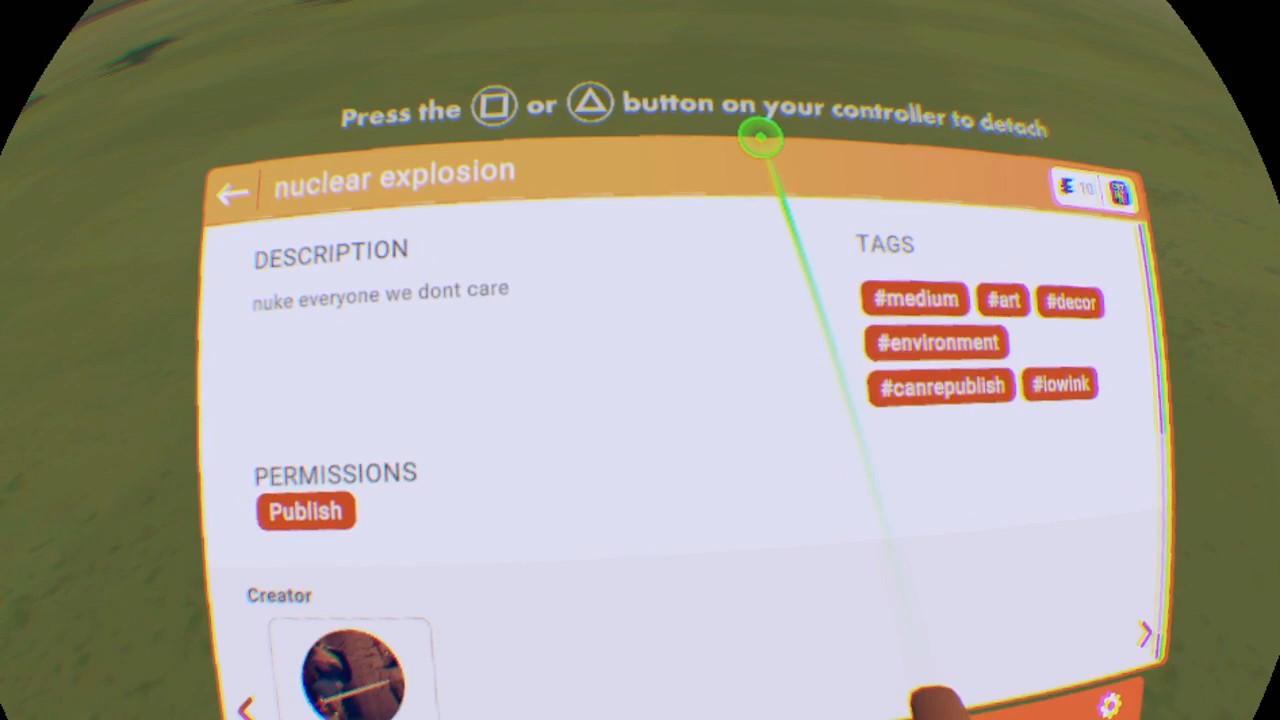 Press the or button on your controller to detach
nuclear explosion
10
DESCRIPTION
nuke everyone we dont care
TAGS
#medium #art #decor
#environment
#canrepublish #lowink
PERMISSIONS
Publish
Creator